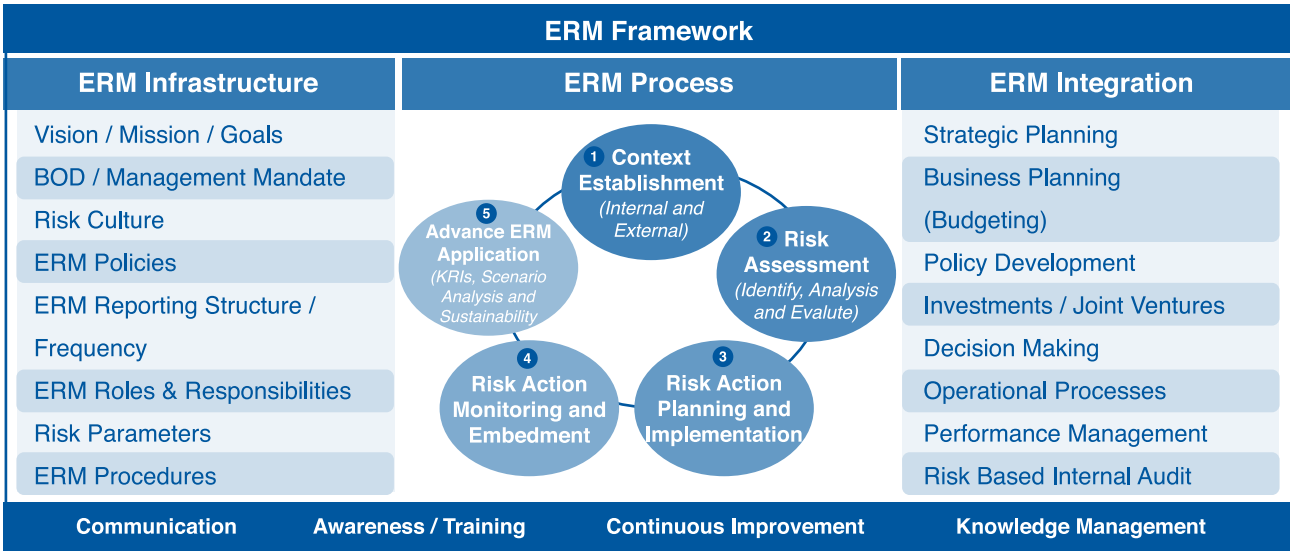 ERM Framework
ERM Infrastructure
Vision / Mission / Goals
BOD / Management Mandate
Risk Culture
ERM Policies
ERM Reporting Structure /
Frequency
ERM Roles & Responsibilities
Risk Parameters
ERM Procedures
ERM Process
1 Context
Establishment
(Internal and
External)
2 Risk
Assessment
(Identify, Analysis
and Evalute)
3
Risk Action
Planning and
Implementation
4
Risk Action
Monitoring and
Embedment
5
Advance ERM
Application
(KRIs, Scenario
Analysis and
Sustainability
ERM Integration
Strategic Planning
Business Planning
(Budgeting)
Policy Development
Investments / Joint Ventures
Decision Making
Operational Processes
Performance Management
Risk Based Internal Audit
Communication
Awareness / Training
Continuous Improvement
Knowledge Management